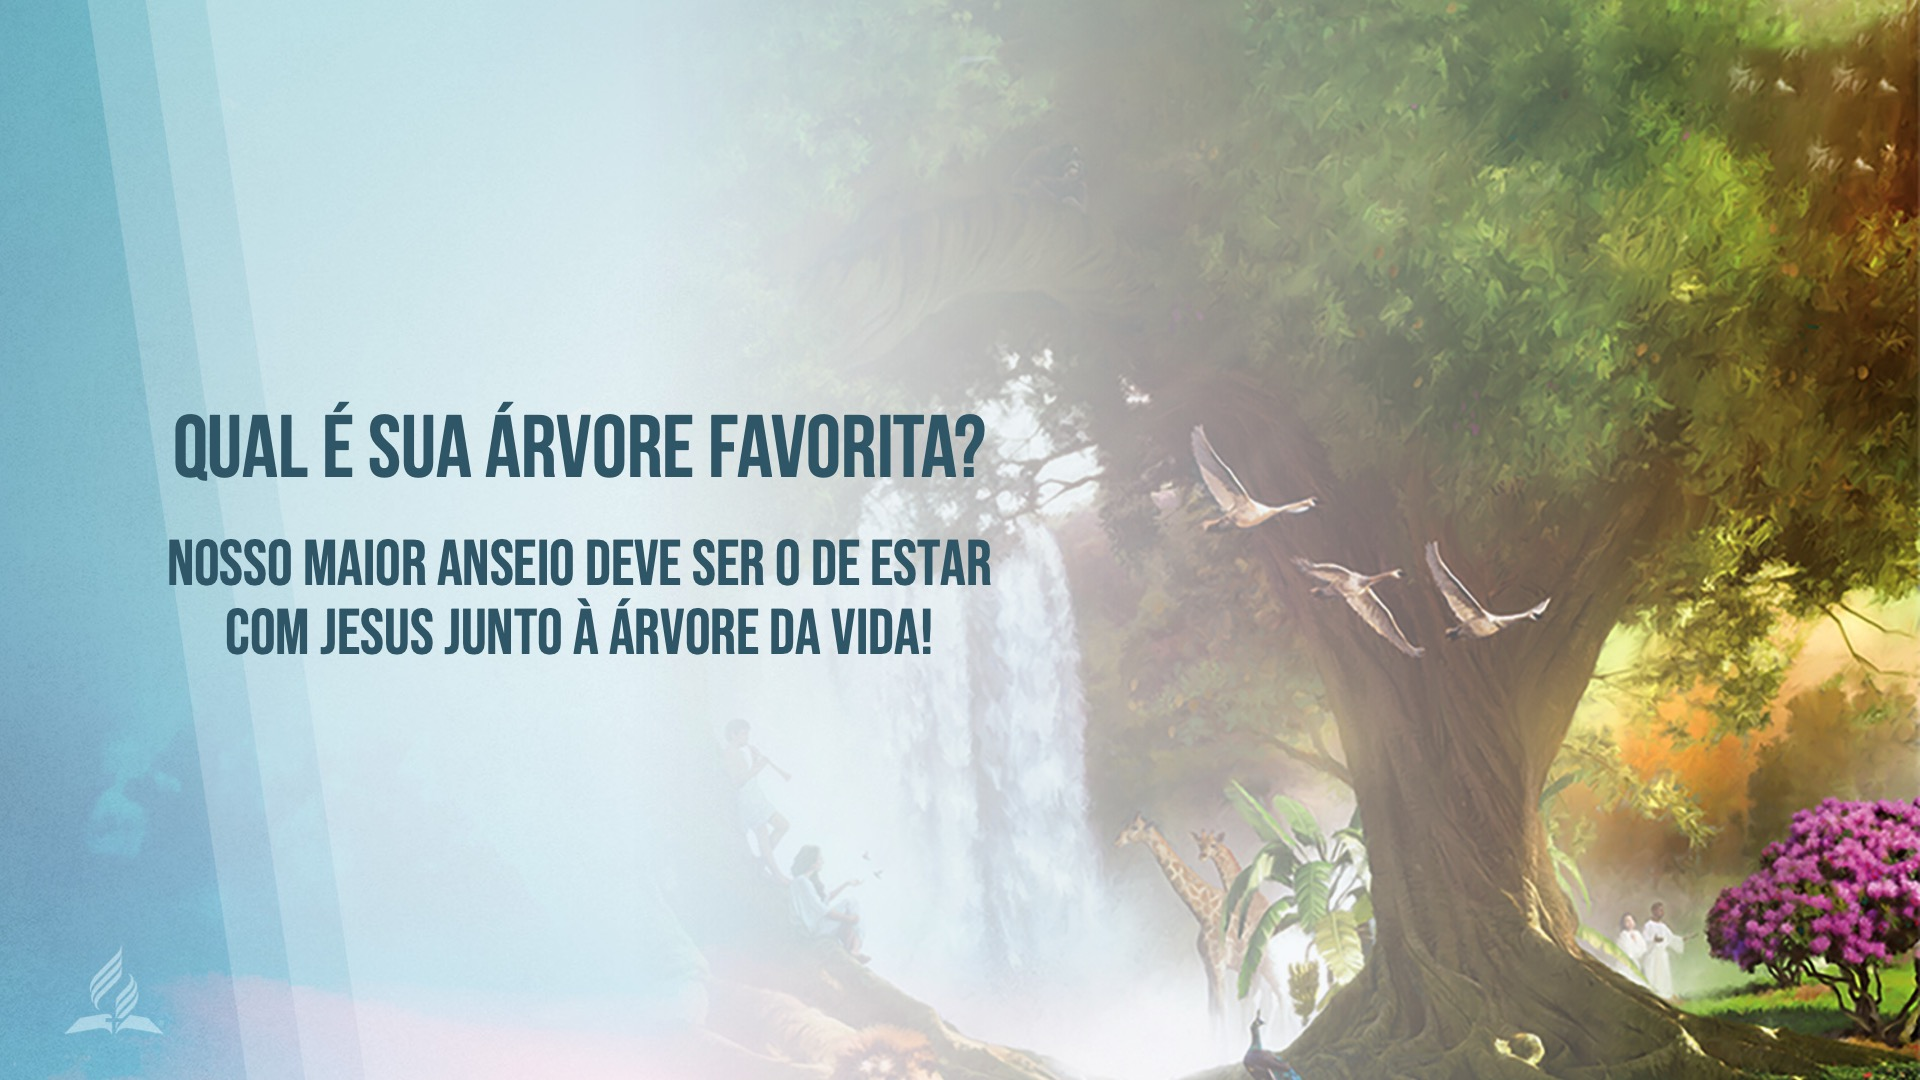 QUAL É SUA ÁRVORE FAVORITA?
NOSSO MAIOR ANSEIO DEVE SER O DE ESTAR
COM JESUS JUNTO À ÁRVORE DA VIDA!